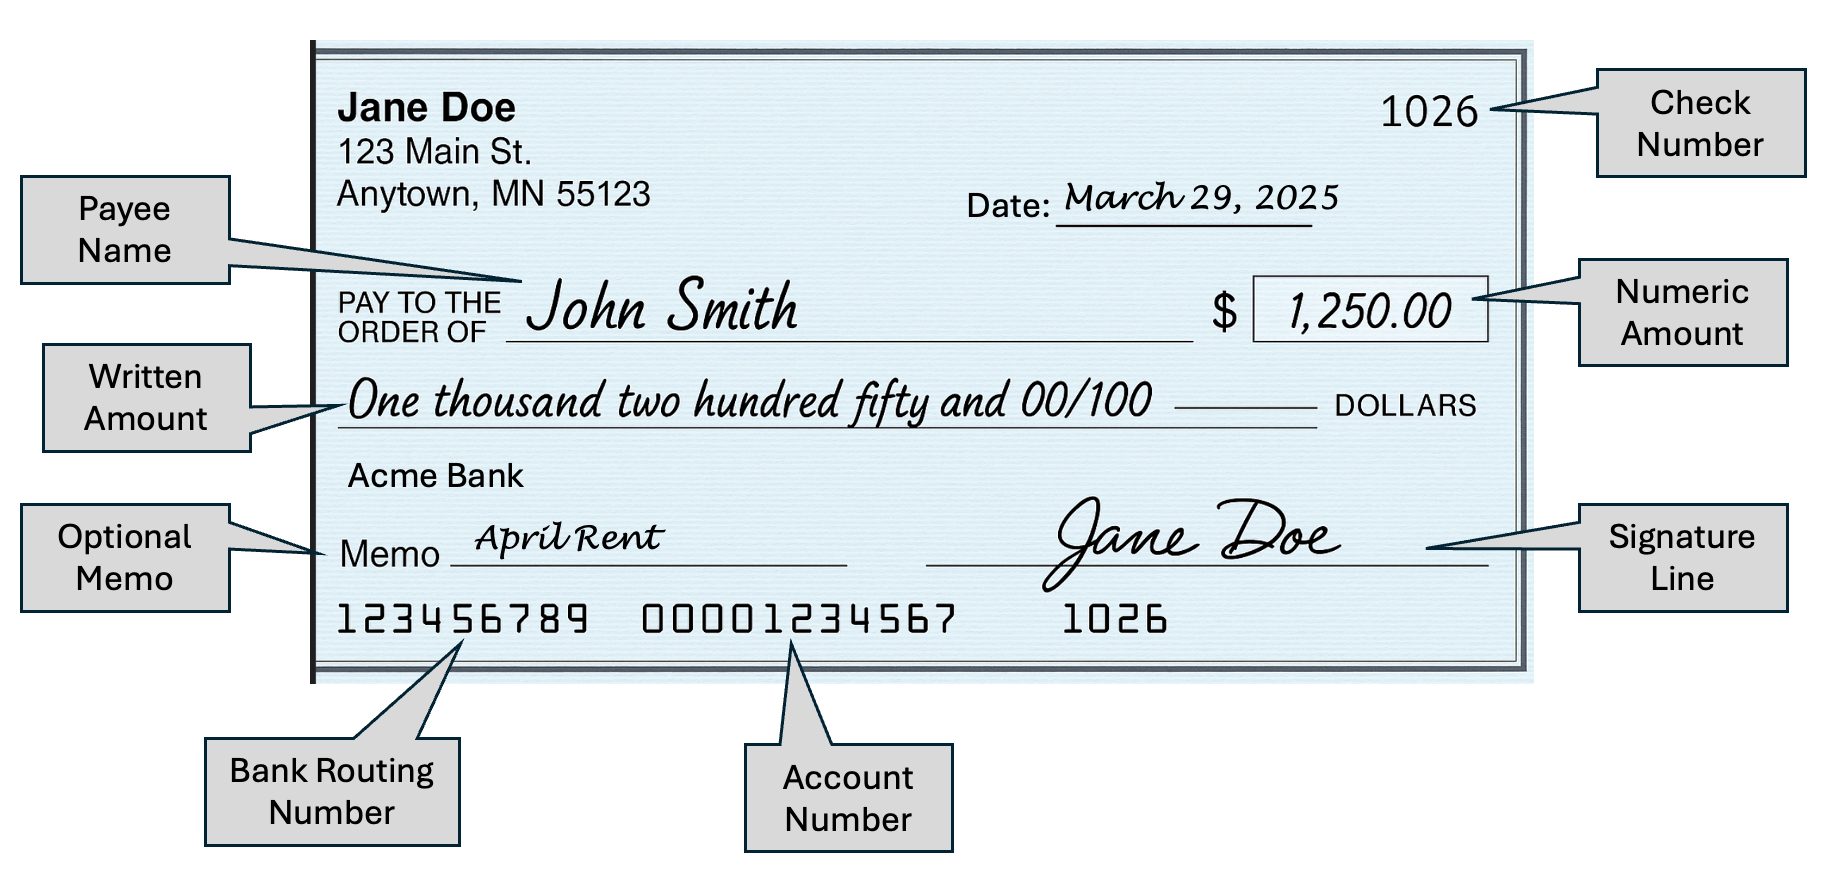 Jane Doe
123 Main St.
Anytown, MN 55123
1026
Check
Number
Date: March 29, 2025
Payee
Name
PAY TO THE
ORDER OF John Smith
$ 1,250.00
Numeric
Amount
Written
Amount
One thousand two hundred fifty and 00/100 DOLLARS
Acme Bank
Optional
Memo
Memo April Rent
Jane Doe
Signature
Line
123456789 00001234567 1026
Bank Routing
Number
Account
Number